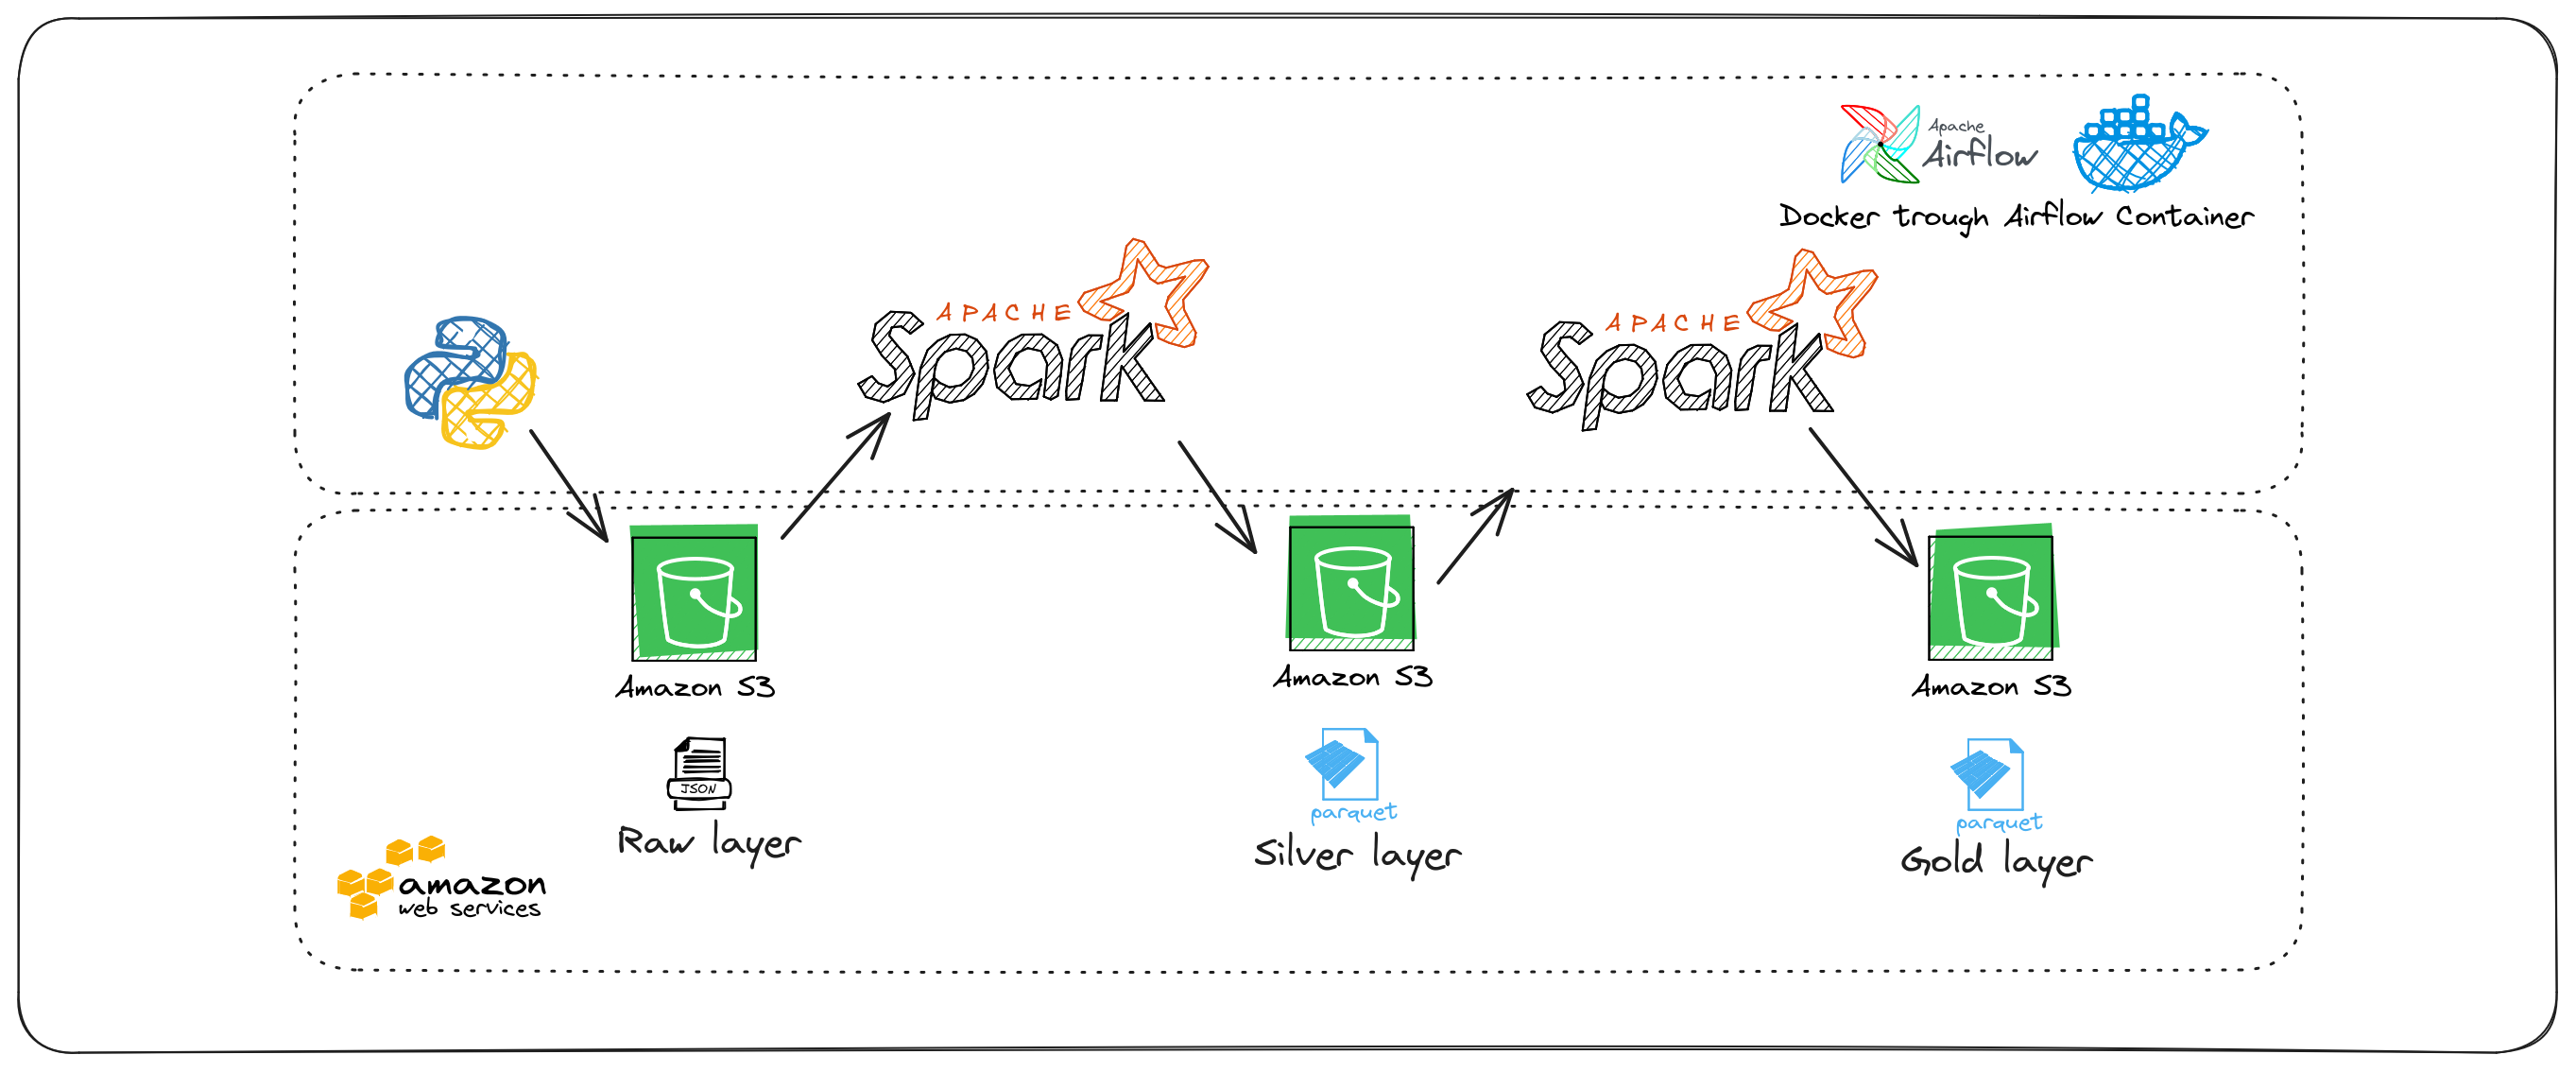 Apache
Airflow
Docker trough Airflow Container
APACHE
Spark
APACHE
Spark
Amazon S3
Amazon S3
Amazon S3
JSON
parquet
parquet
Raw layer
Silver layer
Gold layer
amazon
web services